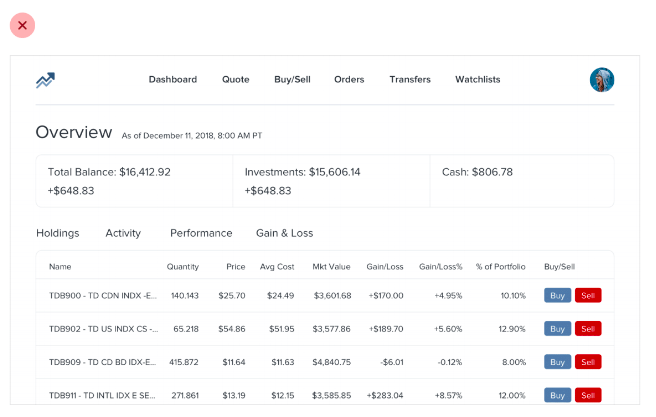 Dashboard Quote Buy/Sell Orders Transfers Watchlists
Overview As of December 11, 2018, 8:00 AM PT
Total Balance: $16,412.92 Investments: $15,606.14 Cash: $806.78
+$648.83 +$648.83
Holdings Activity Performance Gain & Loss
Name Quantity Price Avg Cost Mkt Value Gain/Loss Gain/Loss% % of Portfolio Buy/Sell
TDB900 - TD CDN INDX -E... 140.143 $25.70 $24.49 $3,601.68 +$170.00 +4.95% 10.10% Buy Sell
TDB902 - TD US INDX CS -... 65.218 $54.86 $51.95 $3,577.86 +$189.70 +5.60% 12.90% Buy Sell
TDB909 - TD CD BD IDX-E... 415.872 $11.64 $11.63 $4,840.75 -$6.01 -0.12% 8.00% Buy Sell
TDB911 - TD INTL IDX E SE... 271.861 $13.19 $12.15 $3,585.85 +$283.04 +8.57% 12.00% Buy Sell